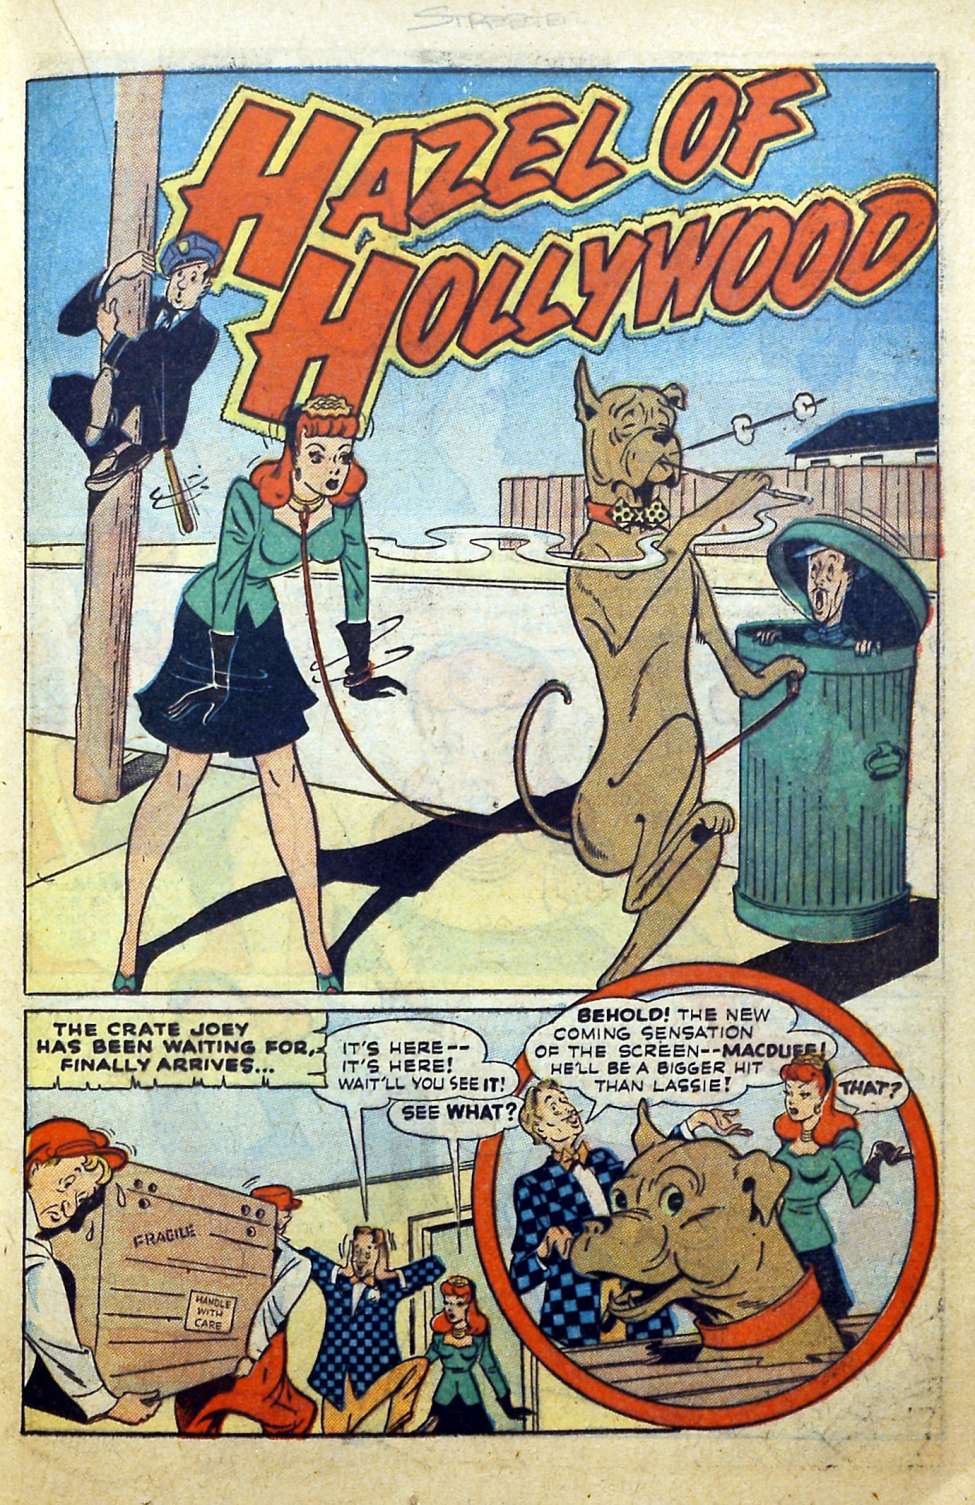 STREETER
HAZEL OF
HOLLYWOOD
THE CRATE JOEY
HAS BEEN WAITING FOR,
FINALLY ARRIVES...
IT'S HERE--
IT'S HERE!
WAIT'LL YOU SEE IT!
SEE WHAT?
FRAGILE
HANDLE
WITH
CARE
BEHOLD! THE NEW
COMING SENSATION
OF THE SCREEN--MACDUFF!
HE'LL BE A BIGGER HIT
THAN LASSIE!
THAT?